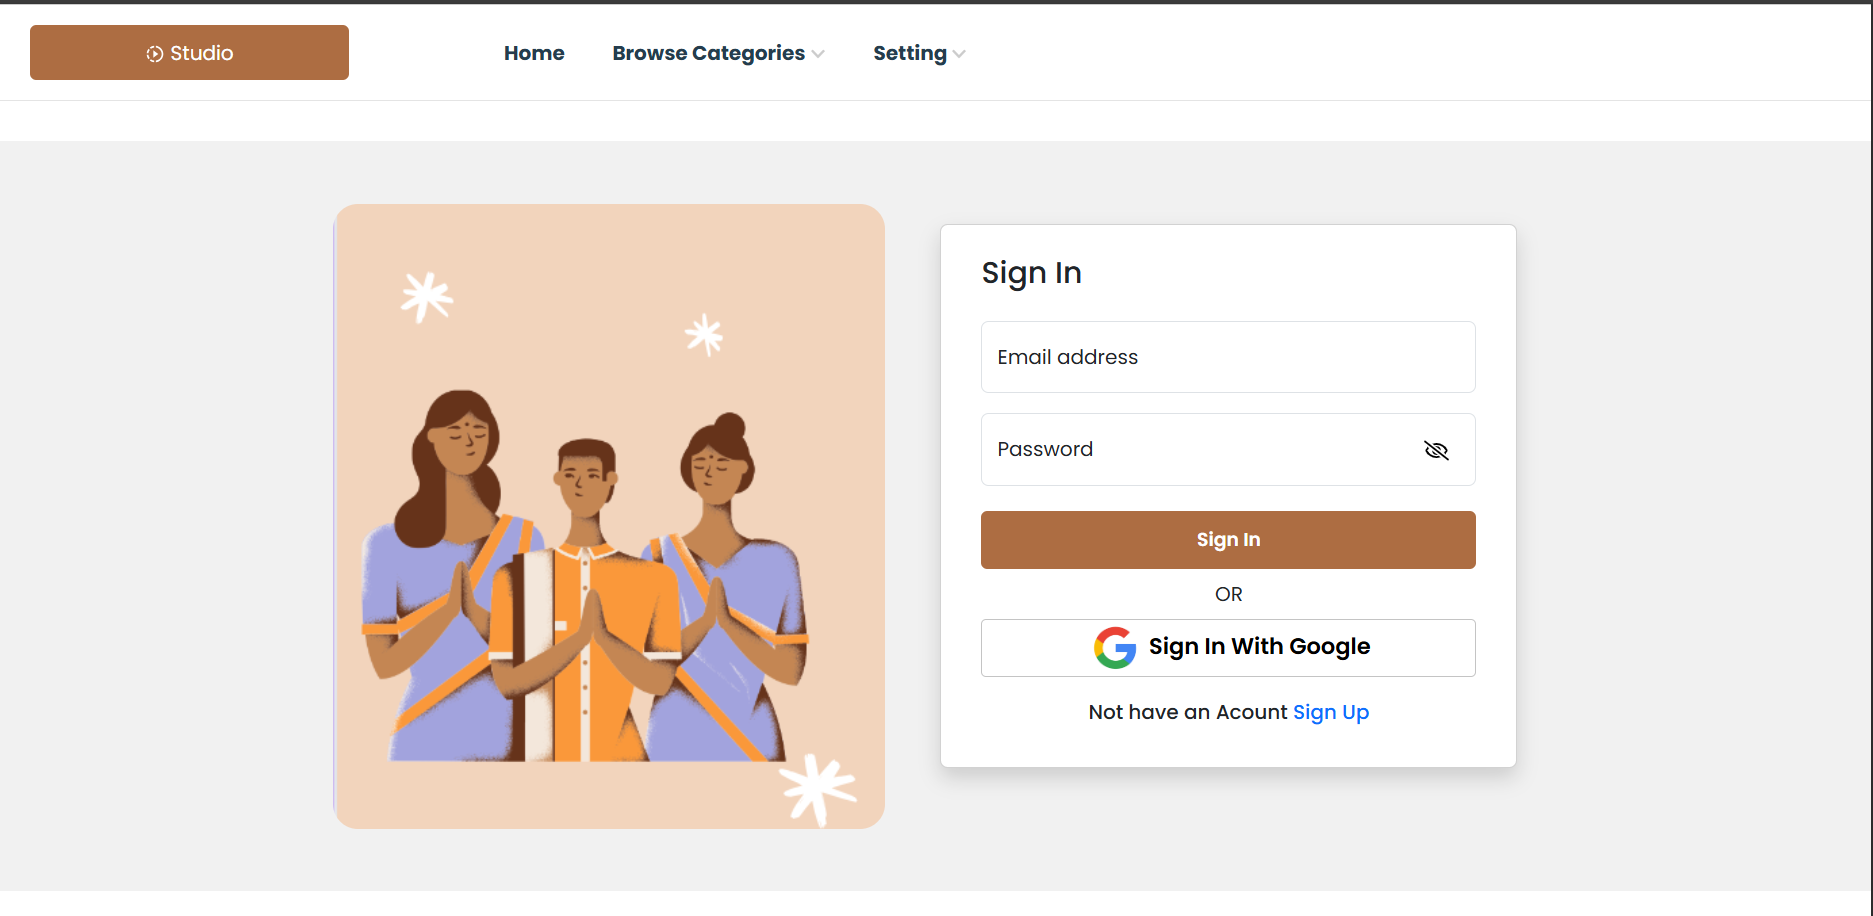 Studio
Home
Browse Categories
Setting
Sign In
Email address
Password
Sign In
OR
Sign In With Google
Not have an Acount Sign Up